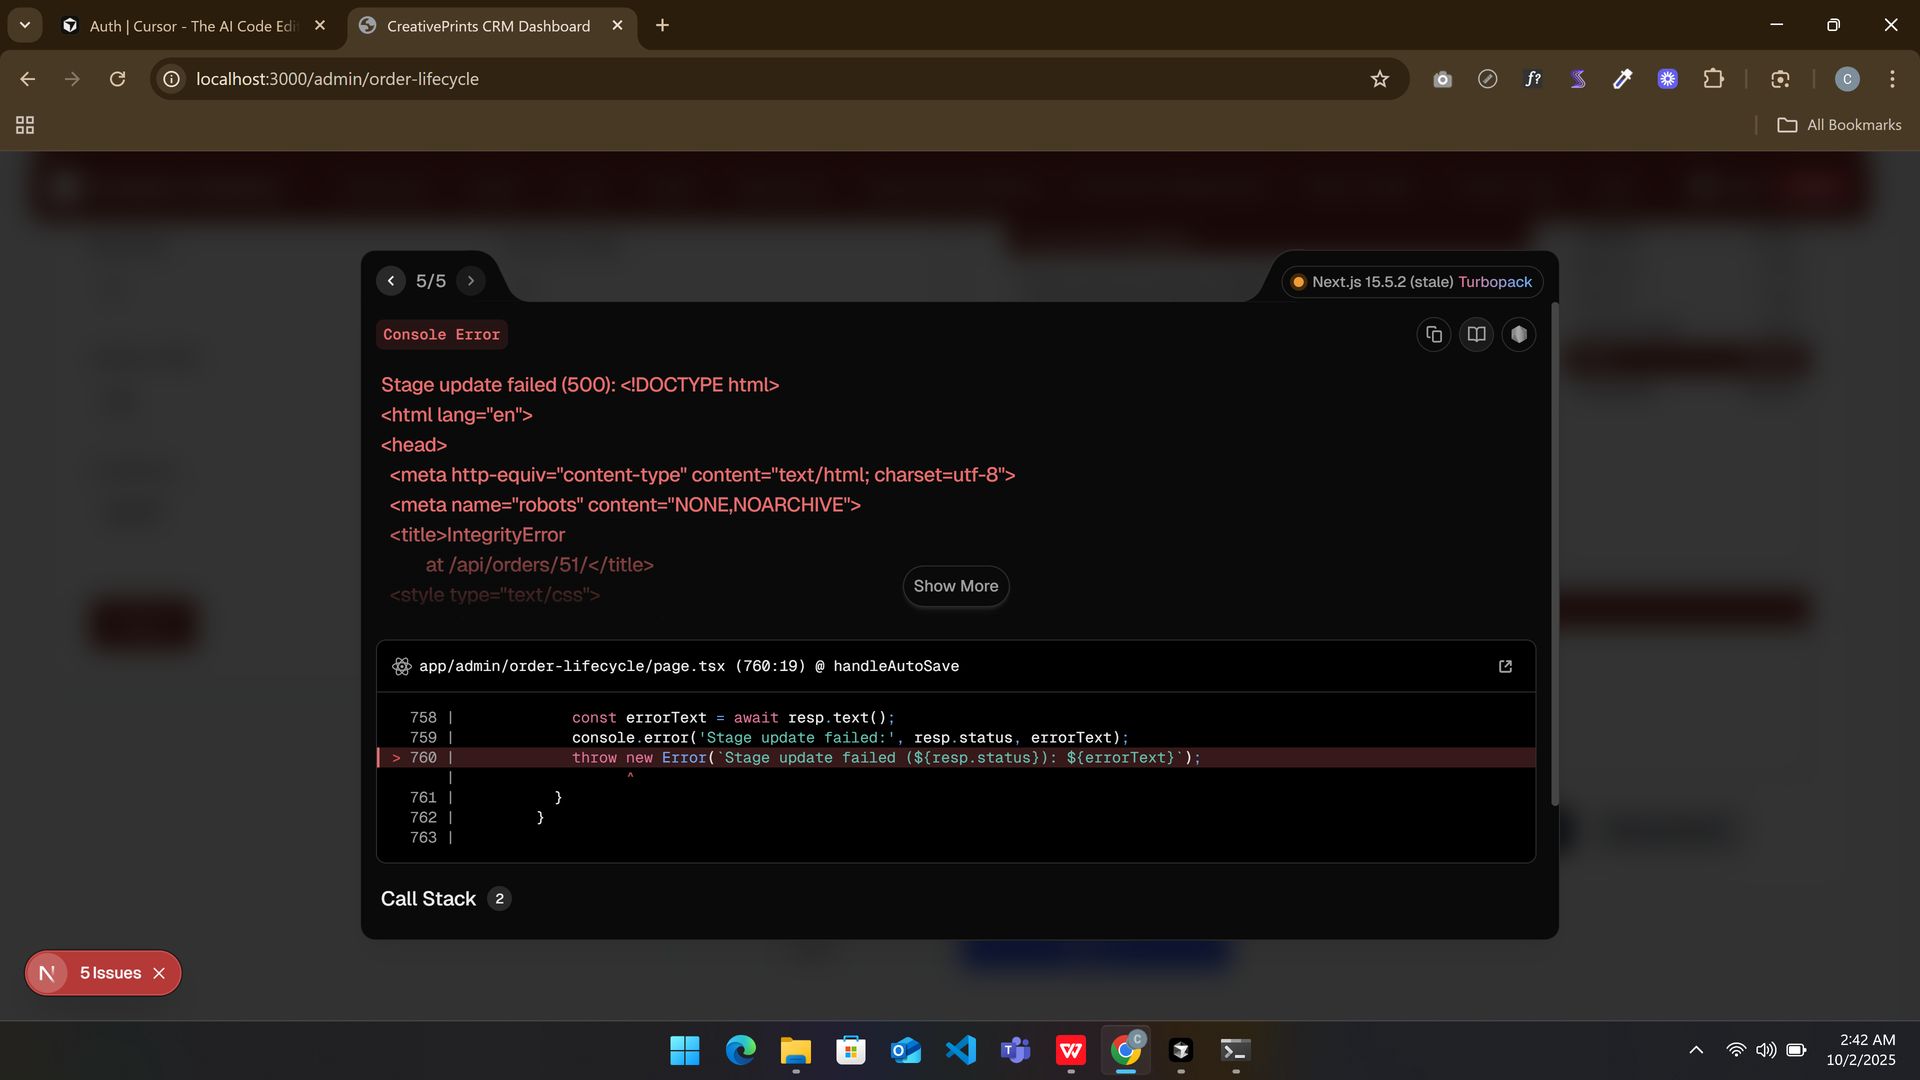 Auth | Cursor - The AI Code Edi
CreativePrints CRM Dashboard
localhost:3000/admin/order-lifecycle
f?
C
All Bookmarks
5/5
Next.js 15.5.2 (stale) Turbopack
Console Error
Stage update failed (500): <!DOCTYPE html>
<html lang="en">
<head>
<meta http-equiv="content-type" content="text/html; charset=utf-8">
<meta name="robots" content="NONE,NOARCHIVE">
<title>IntegrityError
at /api/orders/51/</title>
<style type="text/css">
Show More
app/admin/order-lifecycle/page.tsx (760:19) @ handleAutoSave
758 | const errorText = await resp.text();
759 | console.error('Stage update failed:', resp.status, errorText);
> 760 | throw new Error(`Stage update failed (${resp.status}): ${errorText}`);
| ^
761 | }
762 | }
763 |
Call Stack 2
N 5 Issues
C
2:42 AM
10/2/2025